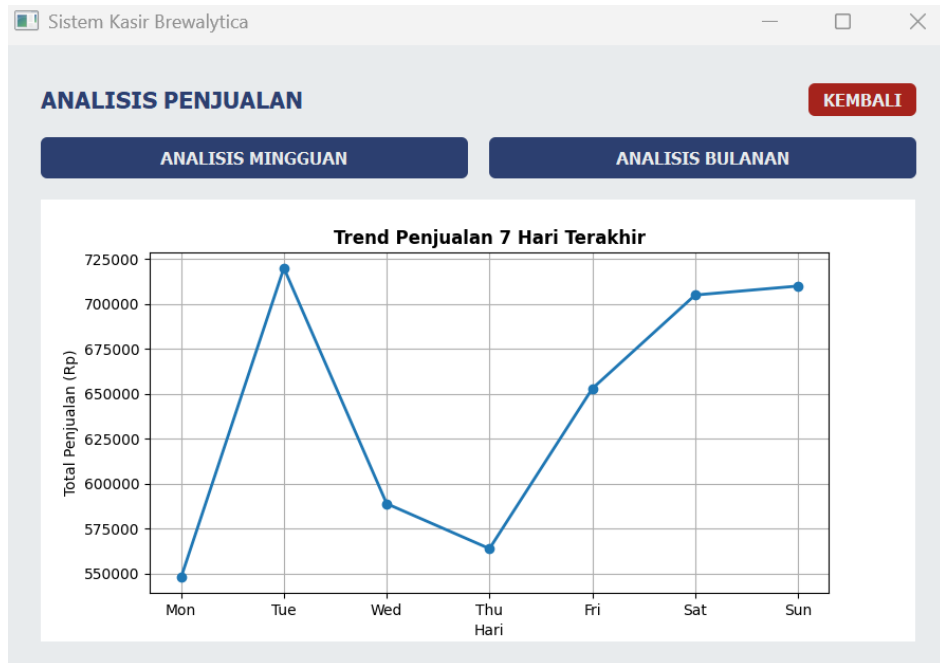 Sistem Kasir Brewalytica
ANALISIS PENJUALAN
KEMBALI
ANALISIS MINGGUAN
ANALISIS BULANAN
Trend Penjualan 7 Hari Terakhir
Total Penjualan (Rp)
725000
700000
675000
650000
625000
600000
575000
550000
Mon Tue Wed Thu Fri Sat Sun
Hari